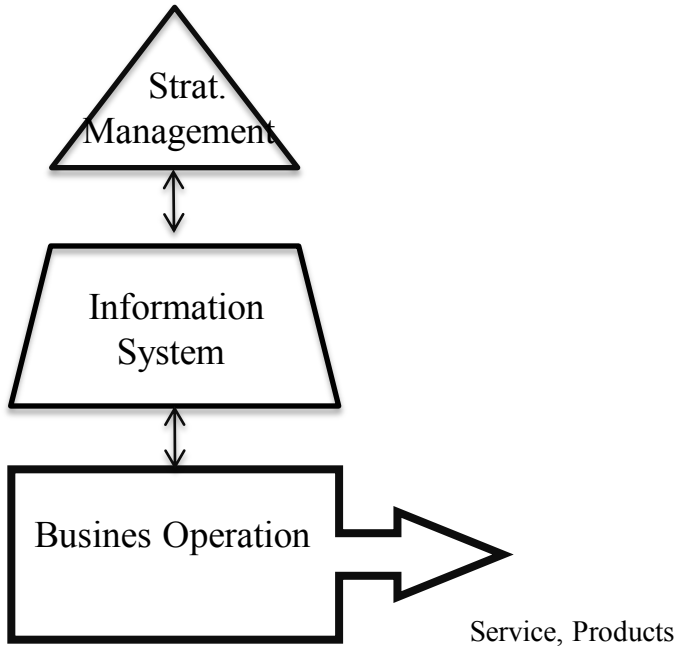 Strat.
Management
Information
System
Busines Operation
Service, Products